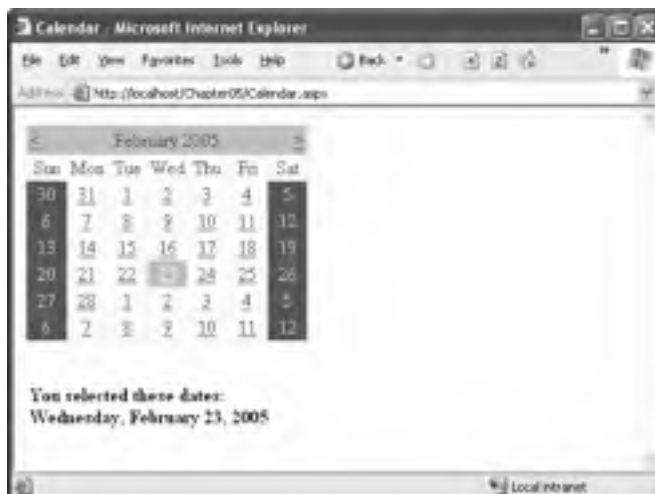 Calendar - Microsoft Internet Explorer
File Edit View Favorites Tools Help Back
Address http://localhost/Chapter05/Calendar.aspx
< February 2005 >
Sun Mon Tue Wed Thu Fri Sat
30 31 1 2 3 4 5
6 7 8 9 10 11 12
13 14 15 16 17 18 19
20 21 22 24 25 26
27 28 1 2 3 4 5
6 7 8 9 10 11 12
You selected these dates:
Wednesday, February 23, 2005
Local intranet